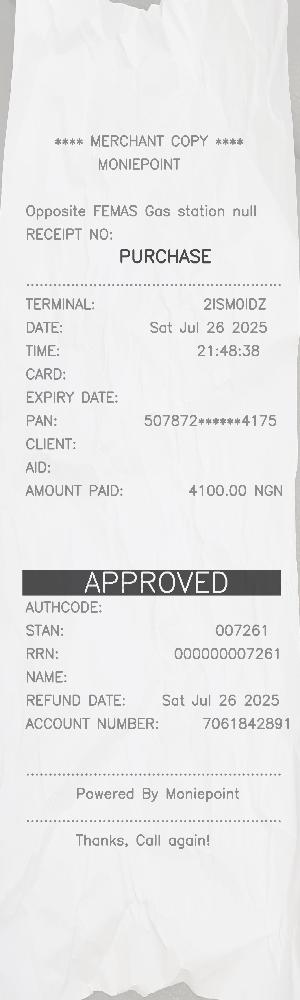 **** MERCHANT COPY ****
MONIEPOINT
Opposite FEMAS Gas station null
RECEIPT NO:
PURCHASE
TERMINAL: 2ISM0IDZ
DATE: Sat Jul 26 2025
TIME: 21:48:38
CARD:
EXPIRY DATE:
PAN: 507872******4175
CLIENT:
AID:
AMOUNT PAID: 4100.00 NGN
APPROVED
AUTHCODE:
STAN: 007261
RRN: 000000007261
NAME:
REFUND DATE: Sat Jul 26 2025
ACCOUNT NUMBER: 7061842891
Powered By Moniepoint
Thanks, Call again!